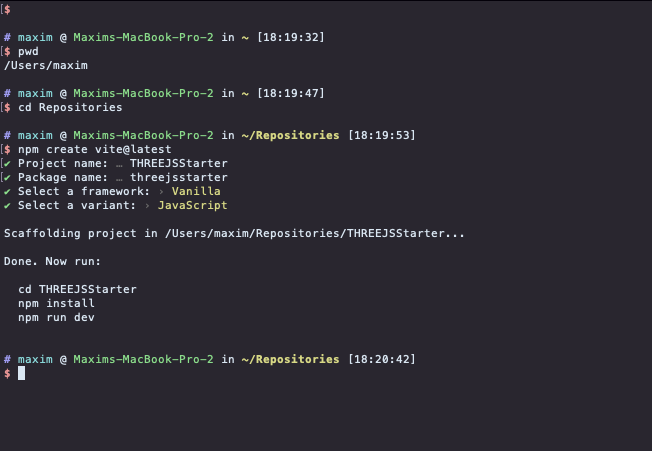 $
# maxim @ Maxims-MacBook-Pro-2 in ~ [18:19:32]
[$ pwd
/Users/maxim
# maxim @ Maxims-MacBook-Pro-2 in ~ [18:19:47]
[$ cd Repositories
# maxim @ Maxims-MacBook-Pro-2 in ~/Repositories [18:19:53]
[$ npm create vite@latest
[✔ Project name: … THREEJSStarter
[✔ Package name: … threejsstarter
✔ Select a framework: › Vanilla
✔ Select a variant: › JavaScript
Scaffolding project in /Users/maxim/Repositories/THREEJSStarter...
Done. Now run:
cd THREEJSStarter
npm install
npm run dev
# maxim @ Maxims-MacBook-Pro-2 in ~/Repositories [18:20:42]
$